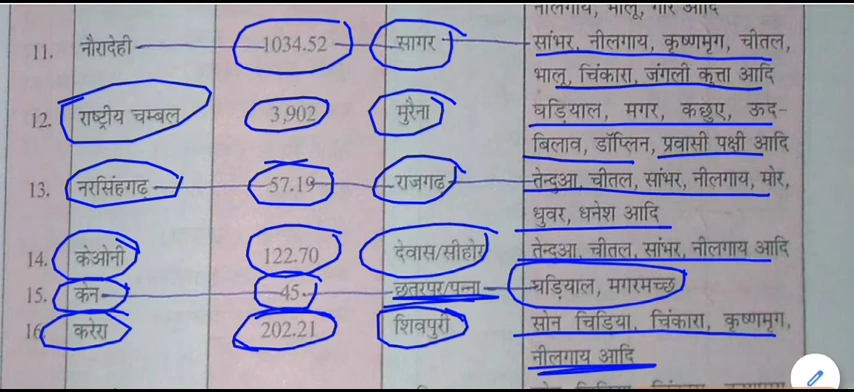 नीलगाय, भालू, गौर आदि
11. नौरादेही 1034.52 सागर सांभर, नीलगाय, कृष्णमृग, चीतल,
भालू, चिंकारा, जंगली कुत्ता आदि
12. राष्ट्रीय चम्बल 3,902 मुरैना घड़ियाल, मगर, कछुए, ऊद-
बिलाव, डॉप्लिन, प्रवासी पक्षी आदि
13. नरसिंहगढ़ 57.19 राजगढ़ तेन्दुआ, चीतल, सांभर, नीलगाय, मोर,
धुवर, धनेश आदि
14. केओनी 122.70 देवास/सीहोर तेन्दआ, चीतल, सांभर, नीलगाय आदि
15. केन 45. छतरपुर/पन्ना घड़ियाल, मगरमच्छ
16 करेरा 202.21 शिवपुरी सोन चिड़िया, चिंकारा, कृष्णमृग,
नीलगाय आदि